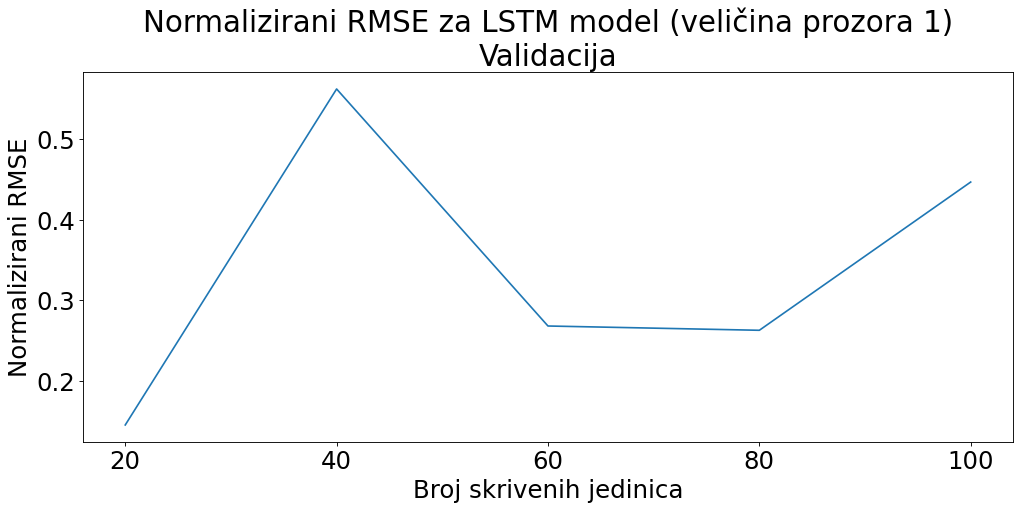 Normalizirani RMSE za LSTM model (veličina prozora 1)
Validacija
Normalizirani RMSE
0.5
0.4
0.3
0.2
20 40 60 80 100
Broj skrivenih jedinica